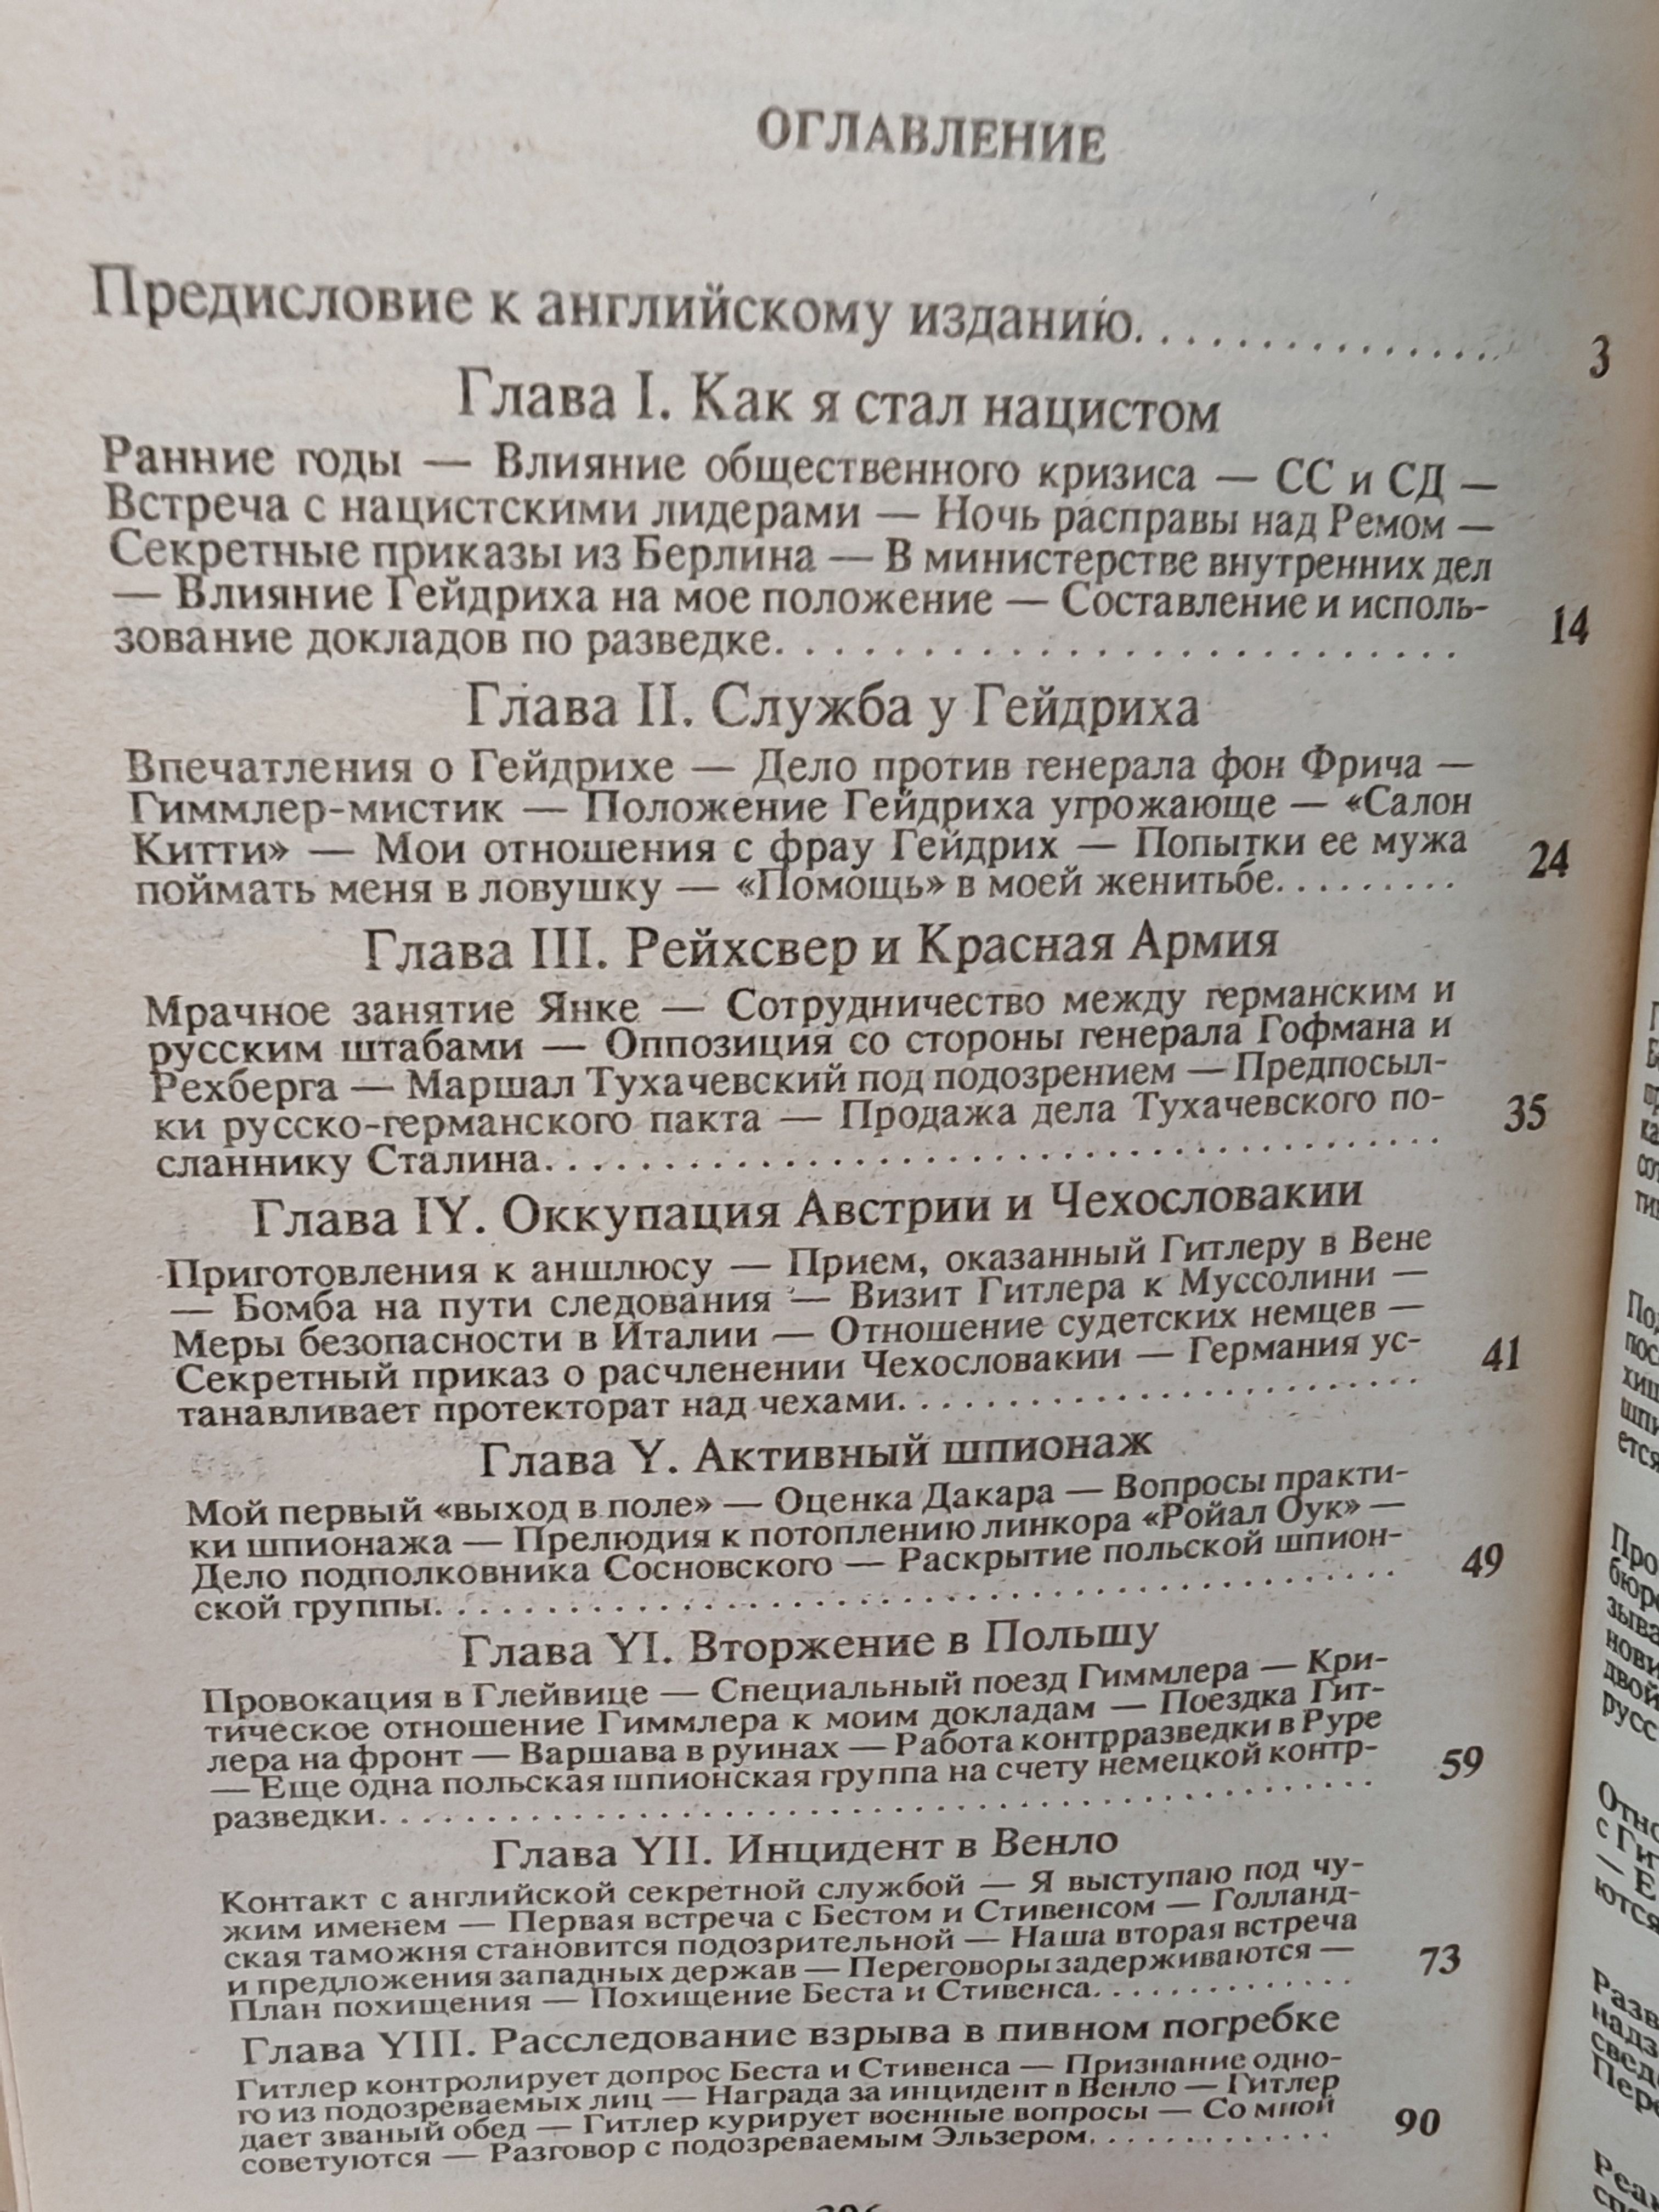 ОГЛАВЛЕНИЕ
Предисловие к английскому изданию. . . . . . . . . . . . . . . 3
Глава I. Как я стал нацистом
Ранние годы — Влияние общественного кризиса — СС и СД —
Встреча с нацистскими лидерами — Ночь расправы над Ремом —
Секретные приказы из Берлина — В министерстве внутренних дел
— Влияние Гейдриха на мое положение — Составление и исполь-
зование докладов по разведке. . . . . . . . . . . . . . . . . . . 14
Глава II. Служба у Гейдриха
Впечатления о Гейдрихе — Дело против генерала фон Фрича —
Гиммлер-мистик — Положение Гейдриха угрожающе — «Салон
Китти» — Мои отношения с фрау Гейдрих — Попытки ее мужа
поймать меня в ловушку — «Помощь» в моей женитьбе. . . . . . . . . 24
Глава III. Рейхсвер и Красная Армия
Мрачное занятие Янке — Сотрудничество между германским и
русским штабами — Оппозиция со стороны генерала Гофмана и
Рехберга — Маршал Тухачевский под подозрением — Предпосыл-
ки русско-германского пакта — Продажа дела Тухачевского по-
сланнику Сталина. . . . . . . . . . . . . . . . . . . . . . . . . . 35
Глава IY. Оккупация Австрии и Чехословакии
Приготовления к аншлюсу — Прием, оказанный Гитлеру в Вене
— Бомба на пути следования — Визит Гитлера к Муссолини —
Меры безопасности в Италии — Отношение судетских немцев —
Секретный приказ о расчленении Чехословакии — Германия ус-
танавливает протекторат над чехами. . . . . . . . . . . . . . . . . 41
Глава Y. Активный шпионаж
Мой первый «выход в поле» — Оценка Дакара — Вопросы практи-
ки шпионажа — Прелюдия к потоплению линкора «Ройал Оук» —
Дело подполковника Сосновского — Раскрытие польской шпион-
ской группы. . . . . . . . . . . . . . . . . . . . . . . . . . . . . 49
Глава YI. Вторжение в Польшу
Провокация в Глейвице — Специальный поезд Гиммлера — Кри-
тическое отношение Гиммлера к моим докладам — Поездка Гит-
лера на фронт — Варшава в руинах — Работа контрразведки в Руре
— Еще одна польская шпионская группа на счету немецкой контр-
разведки. . . . . . . . . . . . . . . . . . . . . . . . . . . . . . . 59
Глава YII. Инцидент в Венло
Контакт с английской секретной службой — Я выступаю под чу-
жим именем — Первая встреча с Бестом и Стивенсом — Голланд-
ская таможня становится подозрительной — Наша вторая встреча
и предложения западных держав — Переговоры задерживаются —
План похищения — Похищение Беста и Стивенса. . . . . . . . . . . . . 73
Глава YIII. Расследование взрыва в пивном погребке
Гитлер контролирует допрос Беста и Стивенса — Признание одно-
го из подозреваемых лиц — Награда за инцидент в Венло — Гитлер
дает званый обед — Гитлер курирует военные вопросы — Со мной
советуются — Разговор с подозреваемым Эльзером. . . . . . . . . . . . 90